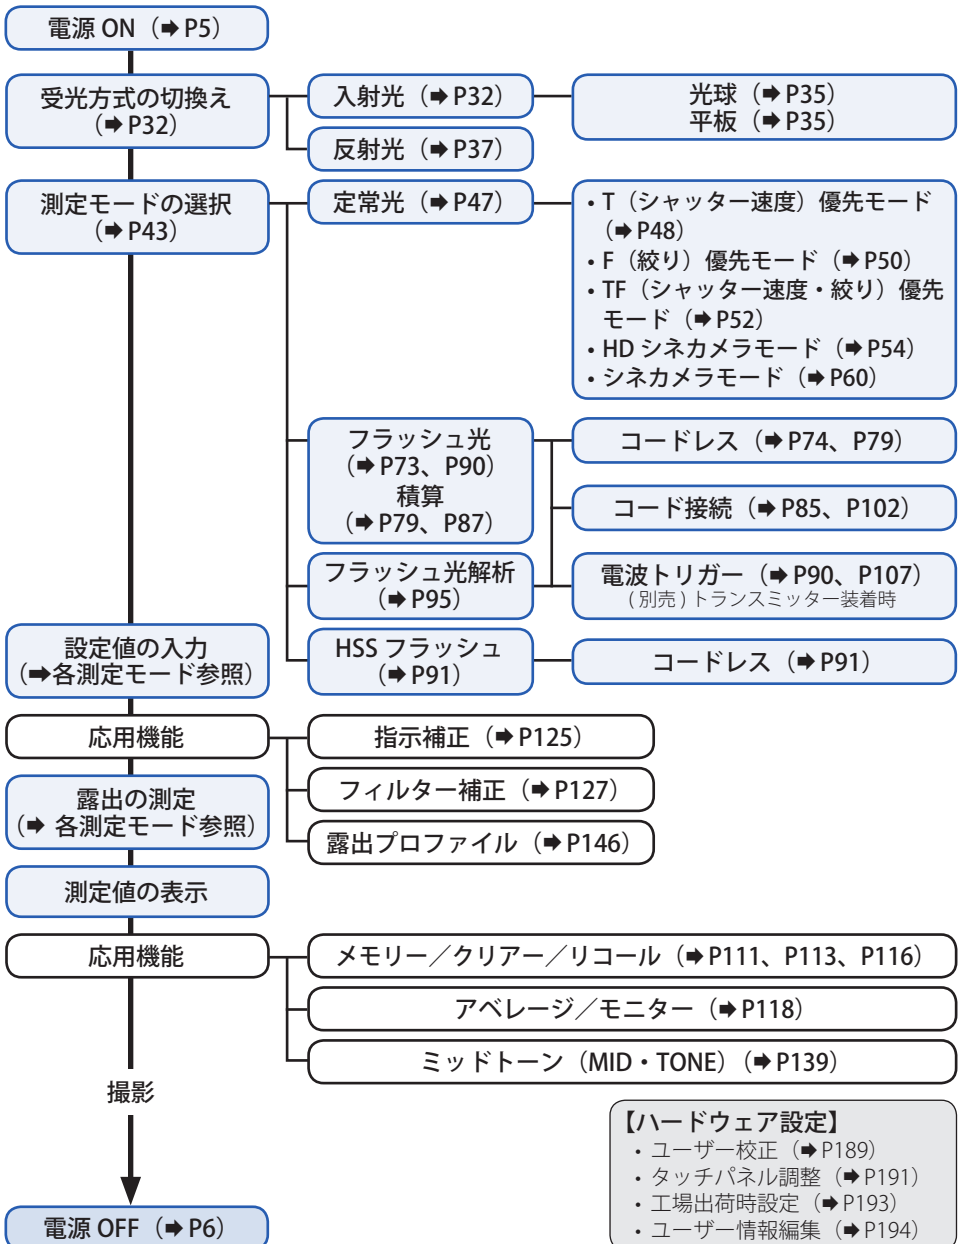 電源 ON（➡P5）
受光方式の切換え
（➡P32）
入射光（➡P32）
光球（➡P35）
平板（➡P35）
反射光（➡P37）
測定モードの選択
（➡P43）
定常光（➡P47）
・T（シャッター速度）優先モード
（➡P48）
・F（絞り）優先モード（➡P50）
・TF（シャッター速度・絞り）優先
モード（➡P52）
・HD シネカメラモード（➡P54）
・シネカメラモード（➡P60）
フラッシュ光
（➡P73、P90）
積算
（➡P79、P87）
コードレス（➡P74、P79）
コード接続（➡P85、P102）
フラッシュ光解析
（➡P95）
電波トリガー（➡P90、P107）
(別売)トランスミッター装着時
HSS フラッシュ
（➡P91）
コードレス（➡P91）
設定値の入力
（➡各測定モード参照）
応用機能
指示補正（➡P125）
フィルター補正（➡P127）
露出プロファイル（➡P146）
露出の測定
（➡ 各測定モード参照）
測定値の表示
応用機能
メモリー／クリアー／リコール（➡P111、P113、P116）
アベレージ／モニター（➡P118）
ミッドトーン（MID・TONE）（➡P139）
撮影
【ハードウェア設定】
・ユーザー校正（➡P189）
・タッチパネル調整（➡P191）
・工場出荷時設定（➡P193）
・ユーザー情報編集（➡P194）
電源 OFF（➡P6）